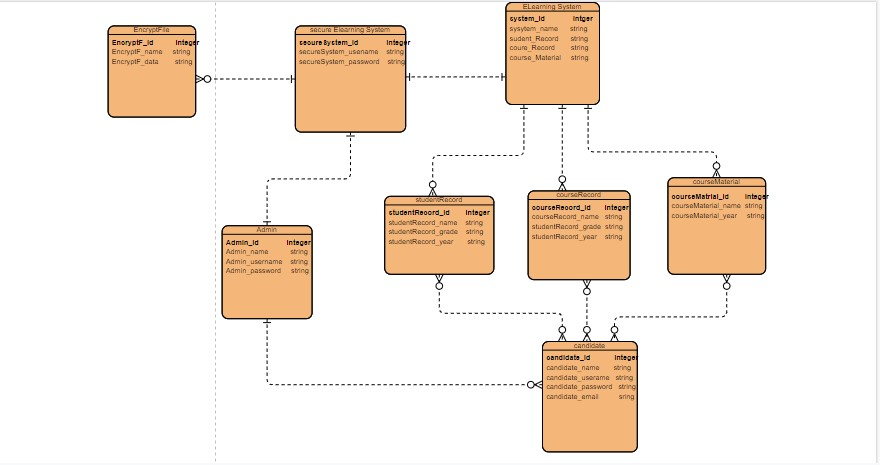 ELearning System
system_id intger
sysytem_name string
sudent_Record string
coure_Record string
course_Material string
EncryptFile
EncryptF_id integer
EncryptF_name string
EncryptF_data string
secure Elearning System
secureSystem_id integer
secureSystem_usename string
secureSystem_password string
studentRecord
studentRecord_id integer
studentRecord_name string
studentRecord_grade string
studentRecord_year string
courseRecord
courseRecord_id integer
courseRecord_name string
studentRecord_grade string
studentRecord_year string
courseMaterial
courseMatrial_id Integer
courseMaterial_name string
courseMaterial_year string
Admin
Admin_id integer
Admin_name string
Admin_username string
Admin_password string
candidate
candidate_id integer
candidate_name string
candidate_userame string
candidate_password string
candidate_email sring